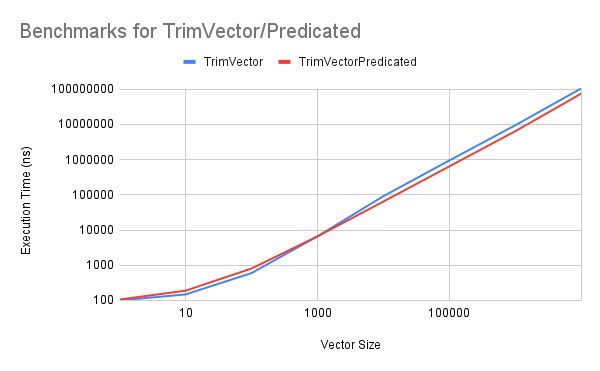 Benchmarks for TrimVector/Predicated
TrimVector
TrimVectorPredicated
100000000
10000000
1000000
100000
10000
1000
100
Execution Time (ns)
10
1000
100000
Vector Size